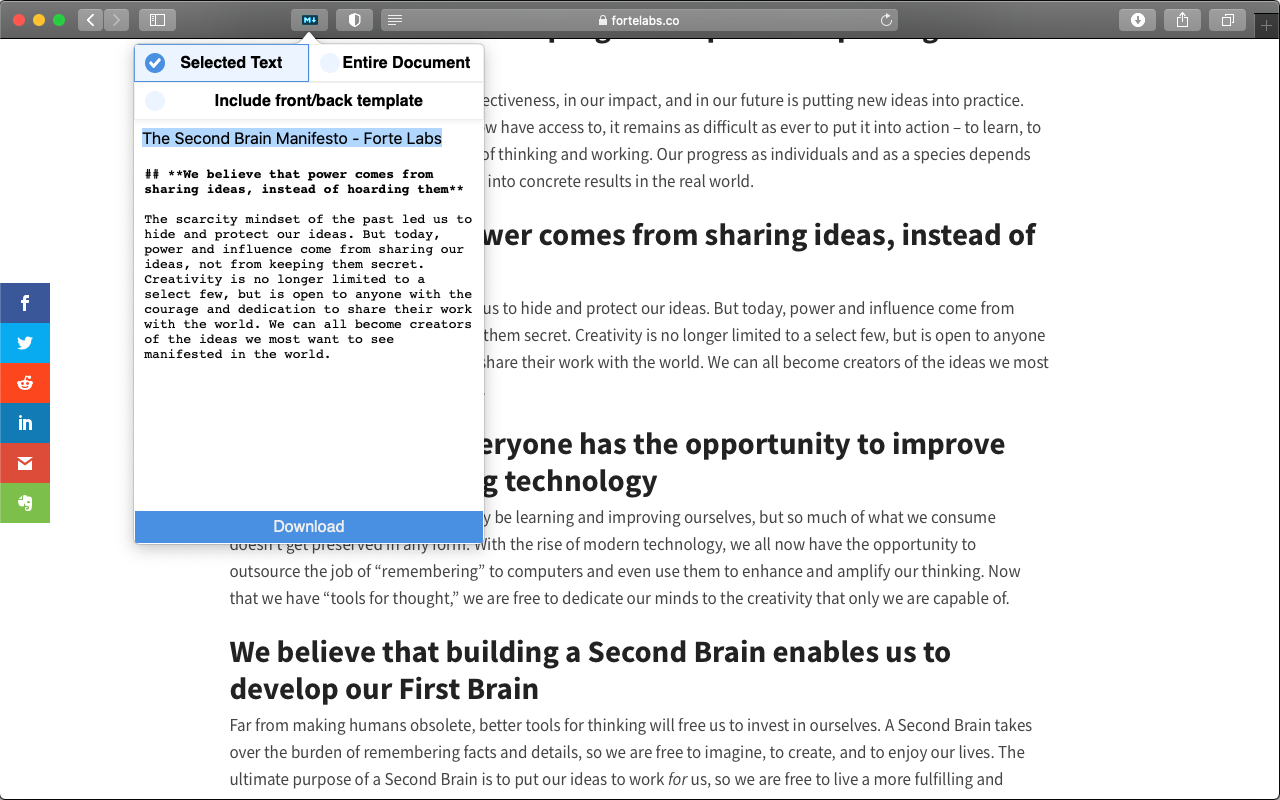 M↓
fortelabs.co
Selected Text
Entire Document
Include front/back template
The Second Brain Manifesto - Forte Labs
## **We believe that power comes from
sharing ideas, instead of hoarding them**
The scarcity mindset of the past led us to
hide and protect our ideas. But today,
power and influence come from sharing our
ideas, not from keeping them secret.
Creativity is no longer limited to a
select few, but is open to anyone with the
courage and dedication to share their work
with the world. We can all become creators
of the ideas we most want to see
manifested in the world.
Download
ectiveness, in our impact, and in our future is putting new ideas into practice.
w have access to, it remains as difficult as ever to put it into action – to learn, to
of thinking and working. Our progress as individuals and as a species depends
into concrete results in the real world.
wer comes from sharing ideas, instead of
us to hide and protect our ideas. But today, power and influence come from
them secret. Creativity is no longer limited to a select few, but is open to anyone
share their work with the world. We can all become creators of the ideas we most
eryone has the opportunity to improve
g technology
y be learning and improving ourselves, but so much of what we consume
doesn't get preserved in any form. With the rise of modern technology, we all now have the opportunity to
outsource the job of “remembering” to computers and even use them to enhance and amplify our thinking. Now
that we have “tools for thought,” we are free to dedicate our minds to the creativity that only we are capable of.
We believe that building a Second Brain enables us to
develop our First Brain
Far from making humans obsolete, better tools for thinking will free us to invest in ourselves. A Second Brain takes
over the burden of remembering facts and details, so we are free to imagine, to create, and to enjoy our lives. The
ultimate purpose of a Second Brain is to put our ideas to work for us, so we are free to live a more fulfilling and